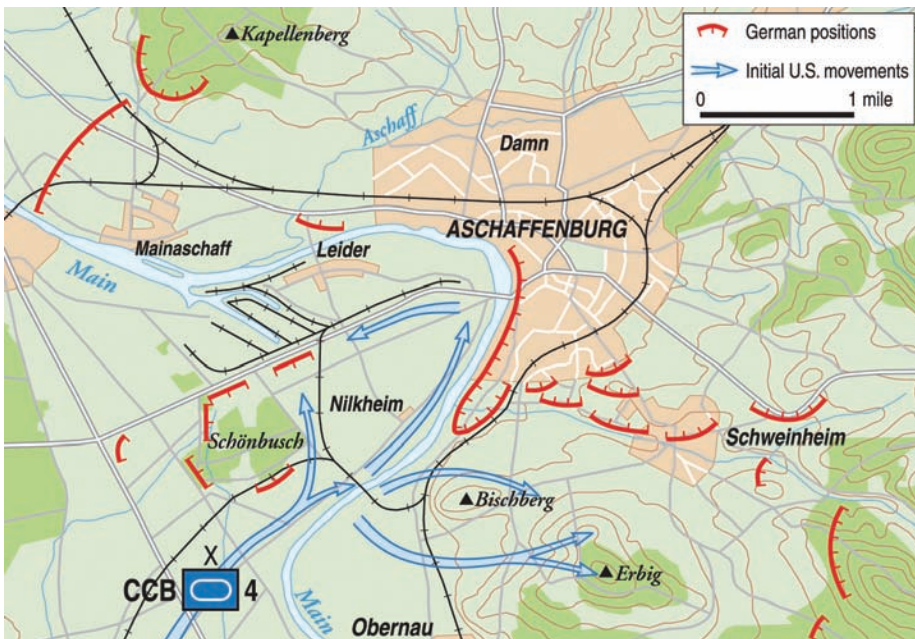 Kapellenberg
German positions
Initial U.S. movements
0 1 mile
Aschaff
Damn
ASCHAFFENBURG
Mainaschaff
Leider
Main
Nilkheim
Schönbusch
Schweinheim
Bischberg
X
CCB 4
Erbig
Main
Obernau